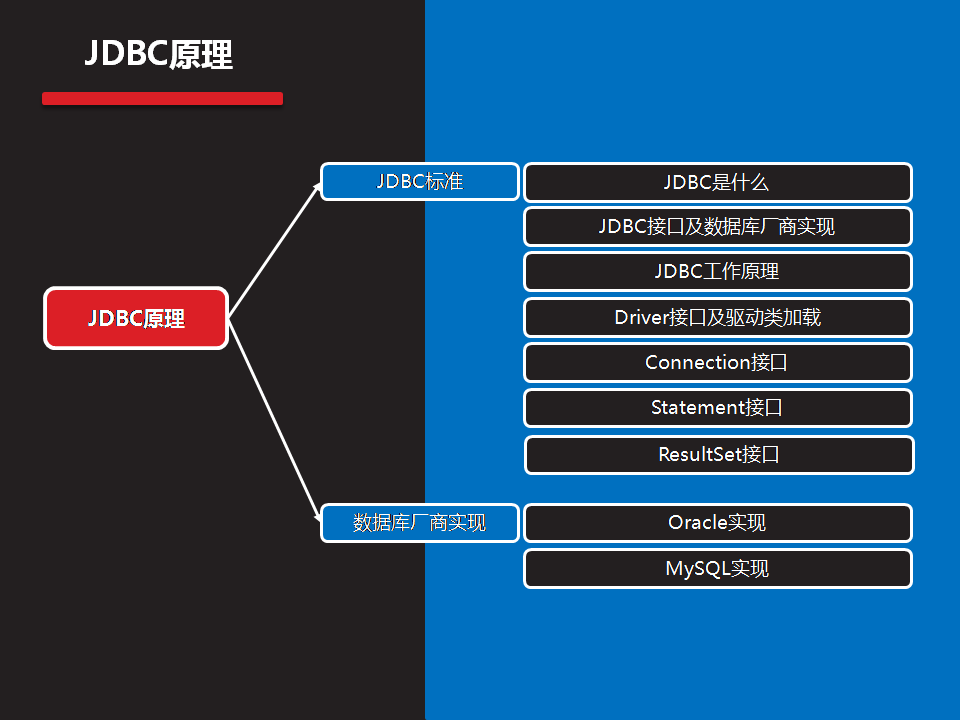 JDBC原理
JDBC原理
JDBC标准
JDBC是什么
JDBC接口及数据库厂商实现
JDBC工作原理
Driver接口及驱动类加载
Connection接口
Statement接口
ResultSet接口
数据库厂商实现
Oracle实现
MySQL实现